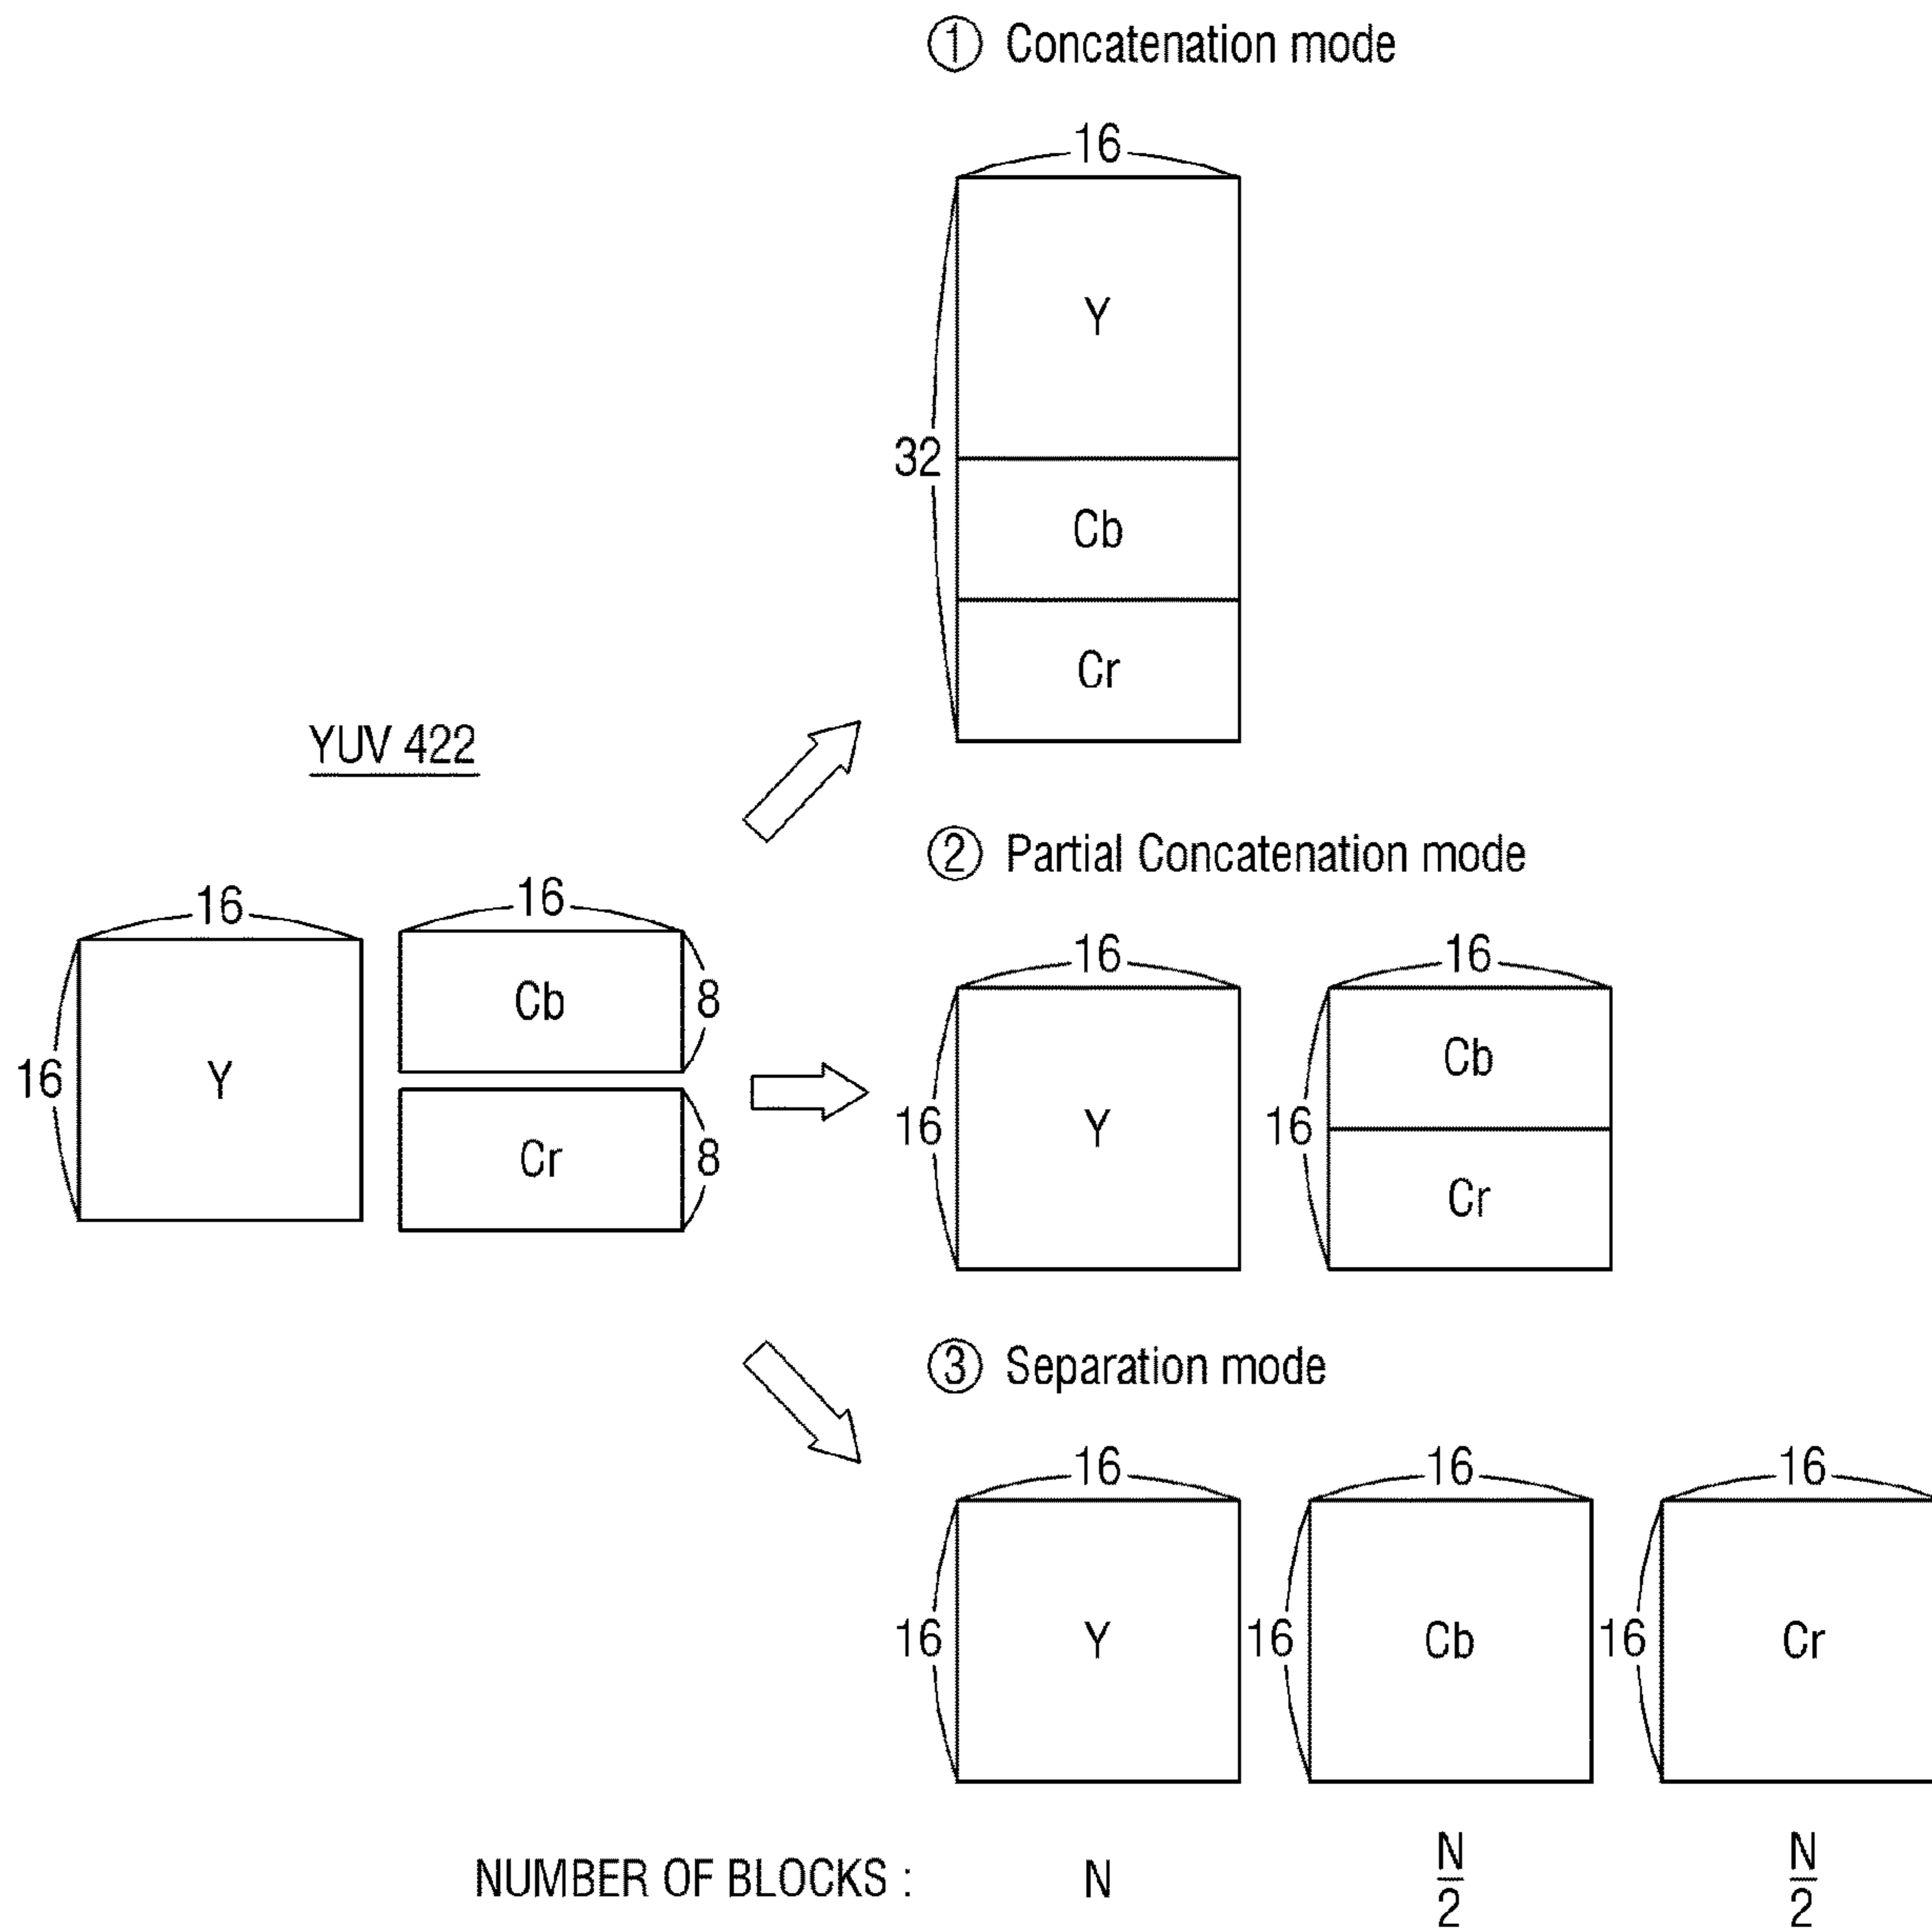 ① Concatenation mode
16
32
Y
Cb
Cr
YUV 422
16
16
Y
16
Cb
8
Cr
8
② Partial Concatenation mode
16
16
Y
16
16
Cb
Cr
③ Separation mode
16
16
16
16
Y
16
Cb
16
Cr
NUMBER OF BLOCKS : N N/2 N/2